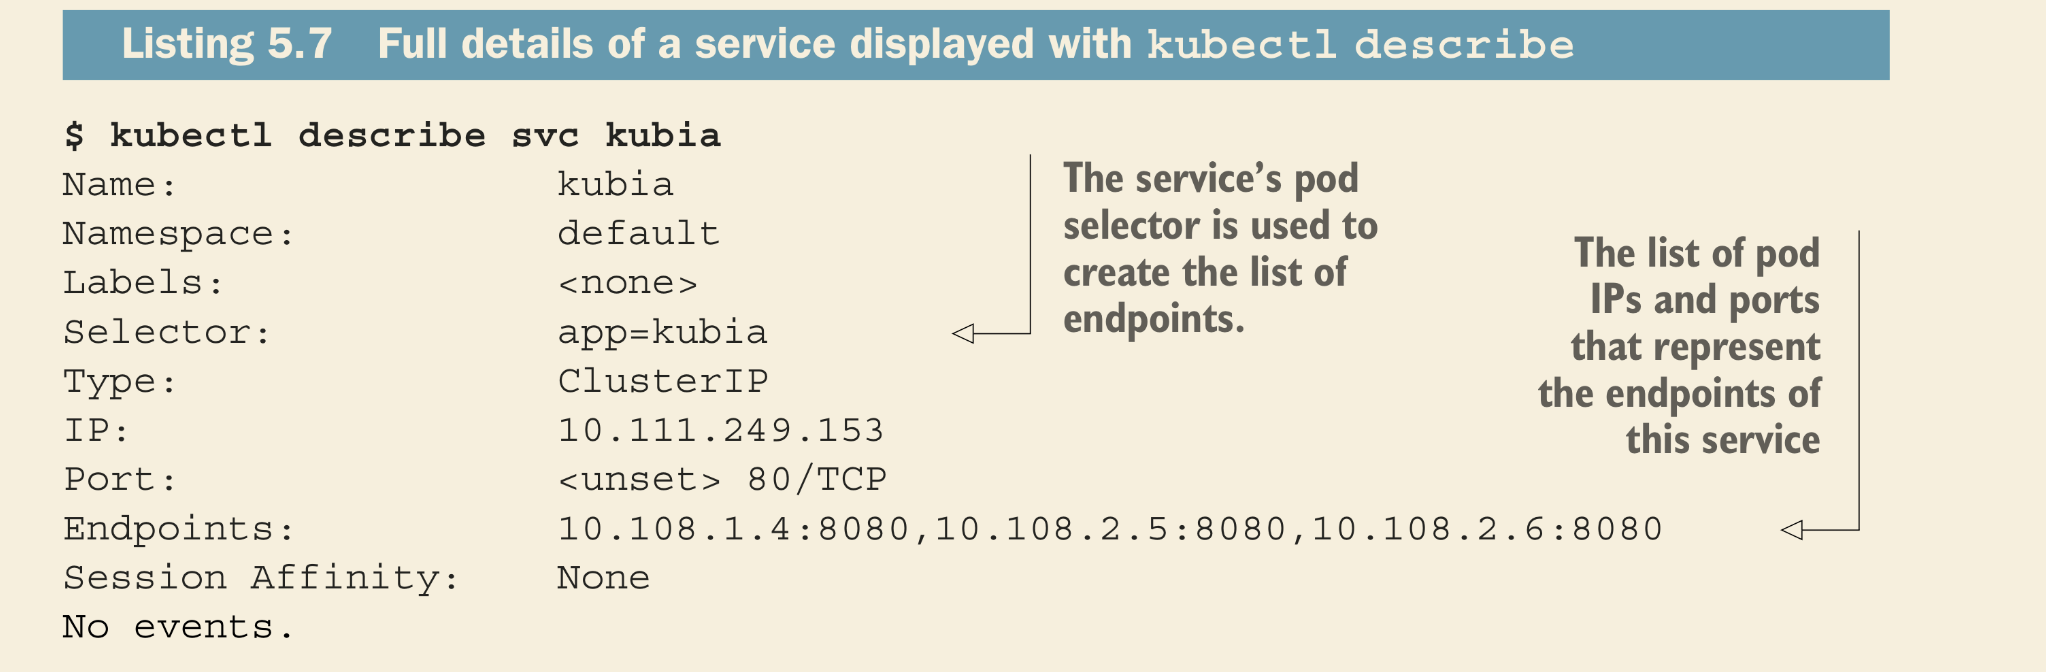 Listing 5.7 Full details of a service displayed with kubectl describe
$ kubectl describe svc kubia
Name: kubia
Namespace: default
Labels: <none>
Selector: app=kubia
Type: ClusterIP
IP: 10.111.249.153
Port: <unset> 80/TCP
Endpoints: 10.108.1.4:8080,10.108.2.5:8080,10.108.2.6:8080
Session Affinity: None
No events.
The service's pod
selector is used to
create the list of
endpoints.
The list of pod
IPs and ports
that represent
the endpoints of
this service